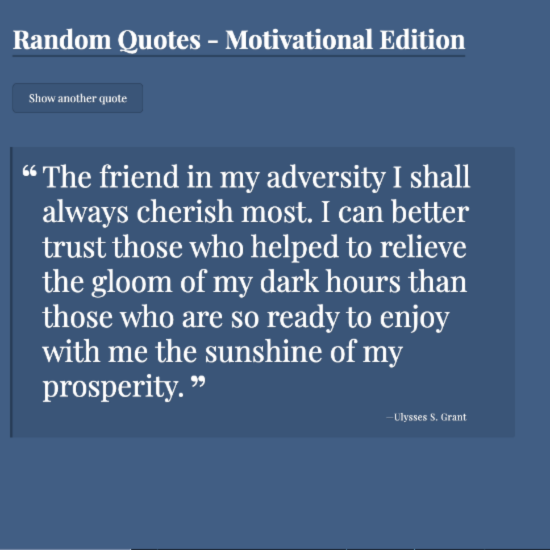 Random Quotes - Motivational Edition
Show another quote
“ The friend in my adversity I shall
always cherish most. I can better
trust those who helped to relieve
the gloom of my dark hours than
those who are so ready to enjoy
with me the sunshine of my
prosperity. ”
—Ulysses S. Grant